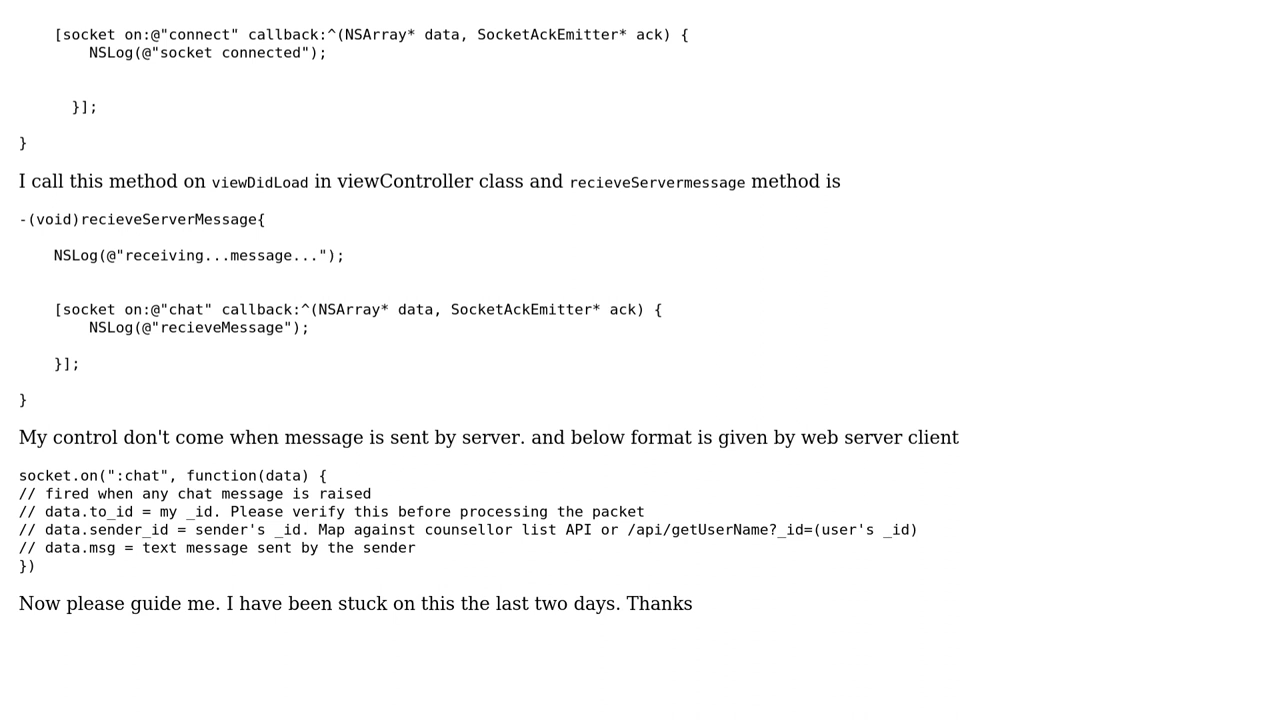 [socket on:@"connect" callback:^(NSArray* data, SocketAckEmitter* ack) {
NSLog(@"socket connected");
}];
}
I call this method on viewDidLoad in viewController class and recieveServermessage method is
-(void)recieveServerMessage{
NSLog(@"receiving...message...");
[socket on:@"chat" callback:^(NSArray* data, SocketAckEmitter* ack) {
NSLog(@"recieveMessage");
}];
}
My control don't come when message is sent by server. and below format is given by web server client
socket.on(":chat", function(data) {
// fired when any chat message is raised
// data.to_id = my _id. Please verify this before processing the packet
// data.sender_id = sender's _id. Map against counsellor list API or /api/getUserName?_id=(user's _id)
// data.msg = text message sent by the sender
})
Now please guide me. I have been stuck on this the last two days. Thanks